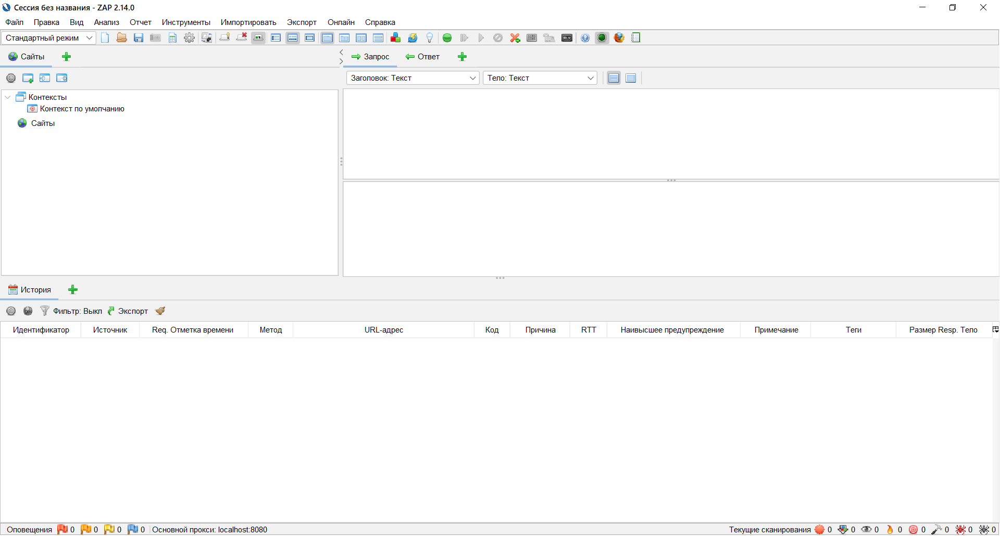 Сессия без названия - ZAP 2.14.0
Файл Правка Вид Анализ Отчет Инструменты Импортировать Экспорт Онлайн Справка
Стандартный режим
Сайты
Запрос Ответ
Заголовок: Текст Тело: Текст
Контексты
Контекст по умолчанию
Сайты
История
Фильтр: Выкл Экспорт
Идентификатор Источник Req. Отметка времени Метод URL-адрес Код Причина RTT Наивысшее предупреждение Примечание Теги Размер Resp. Тело
Оповещения 0 0 0 0 Основной прокси: localhost:8080 Текущие сканирования 0 0 0 0 0 0 0 0